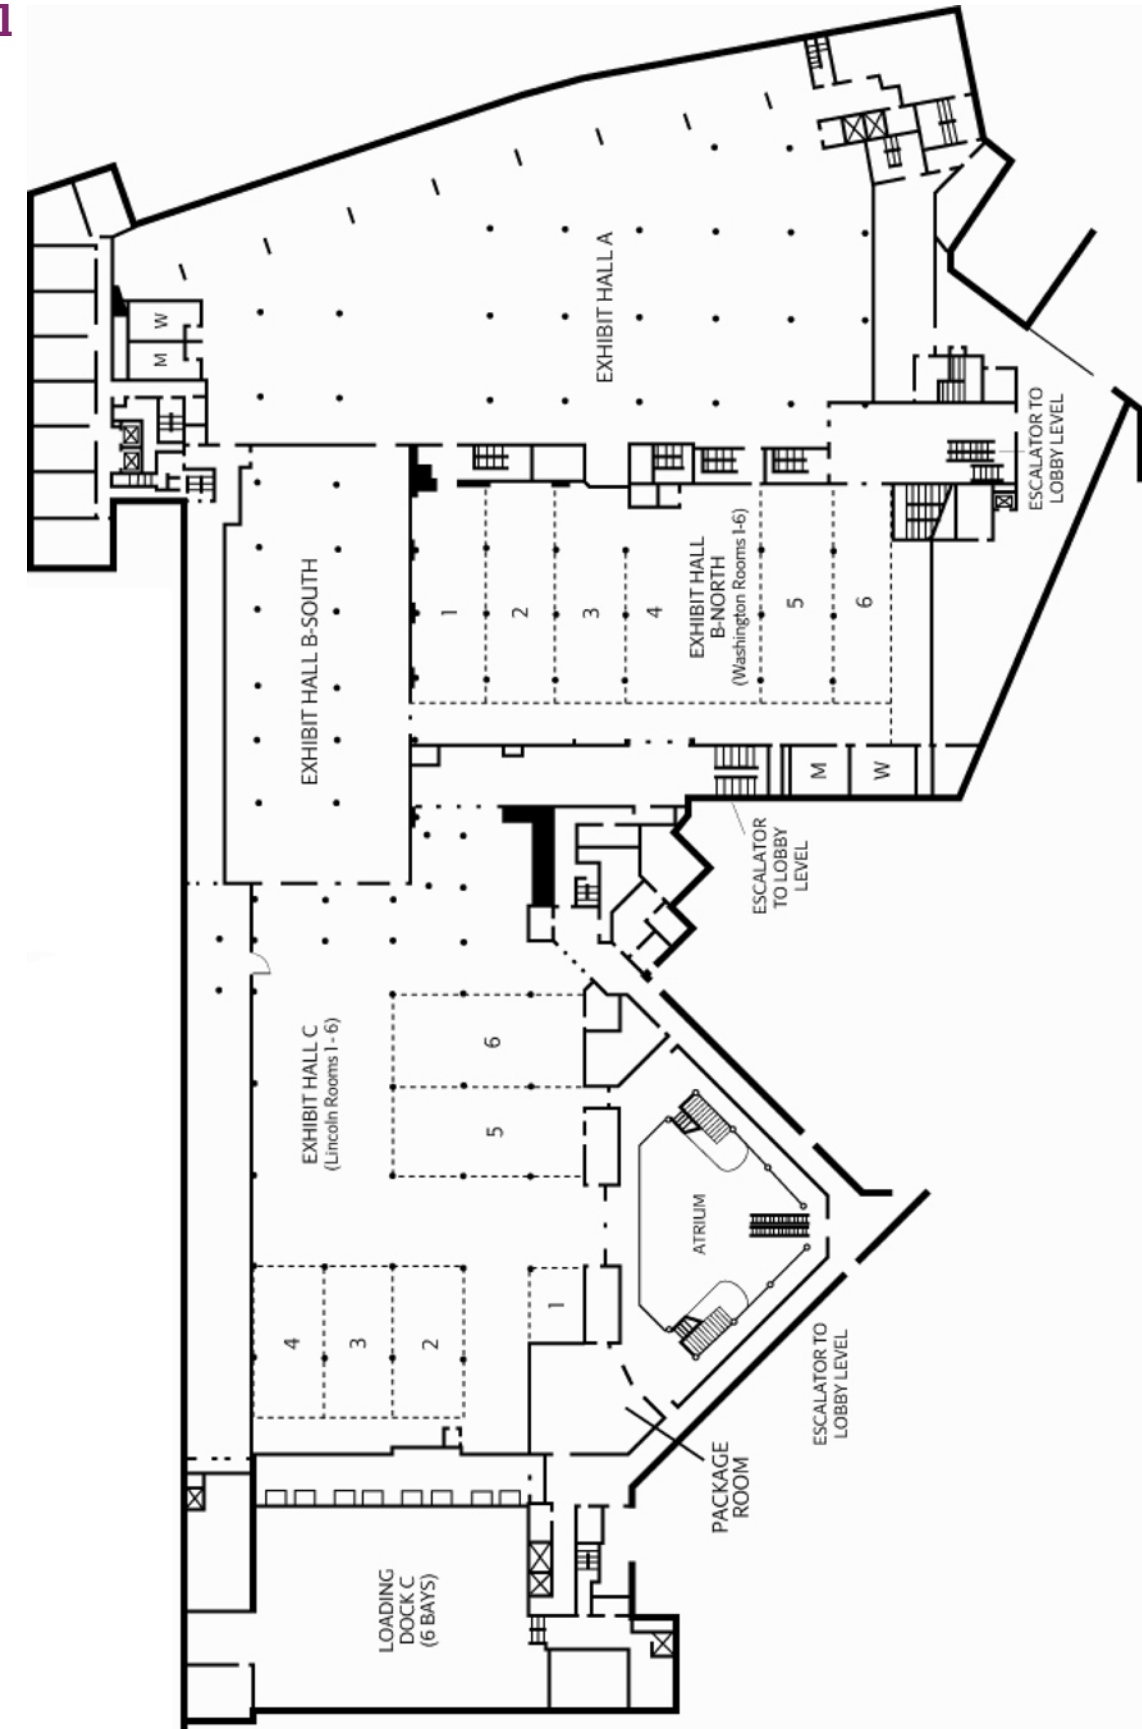 EXHIBIT HALL A
W
M
ESCALATOR TO
LOBBY LEVEL
EXHIBIT HALL B-SOUTH
1
2
3
4
EXHIBIT HALL
B-NORTH
(Washington Rooms 1-6)
5
6
M
W
ESCALATOR
TO LOBBY
LEVEL
EXHIBIT HALL C
(Lincoln Rooms 1 - 6)
6
5
ATRIUM
4
3
2
1
ESCALATOR TO
LOBBY LEVEL
PACKAGE
ROOM
LOADING
DOCK C
(6 BAYS)